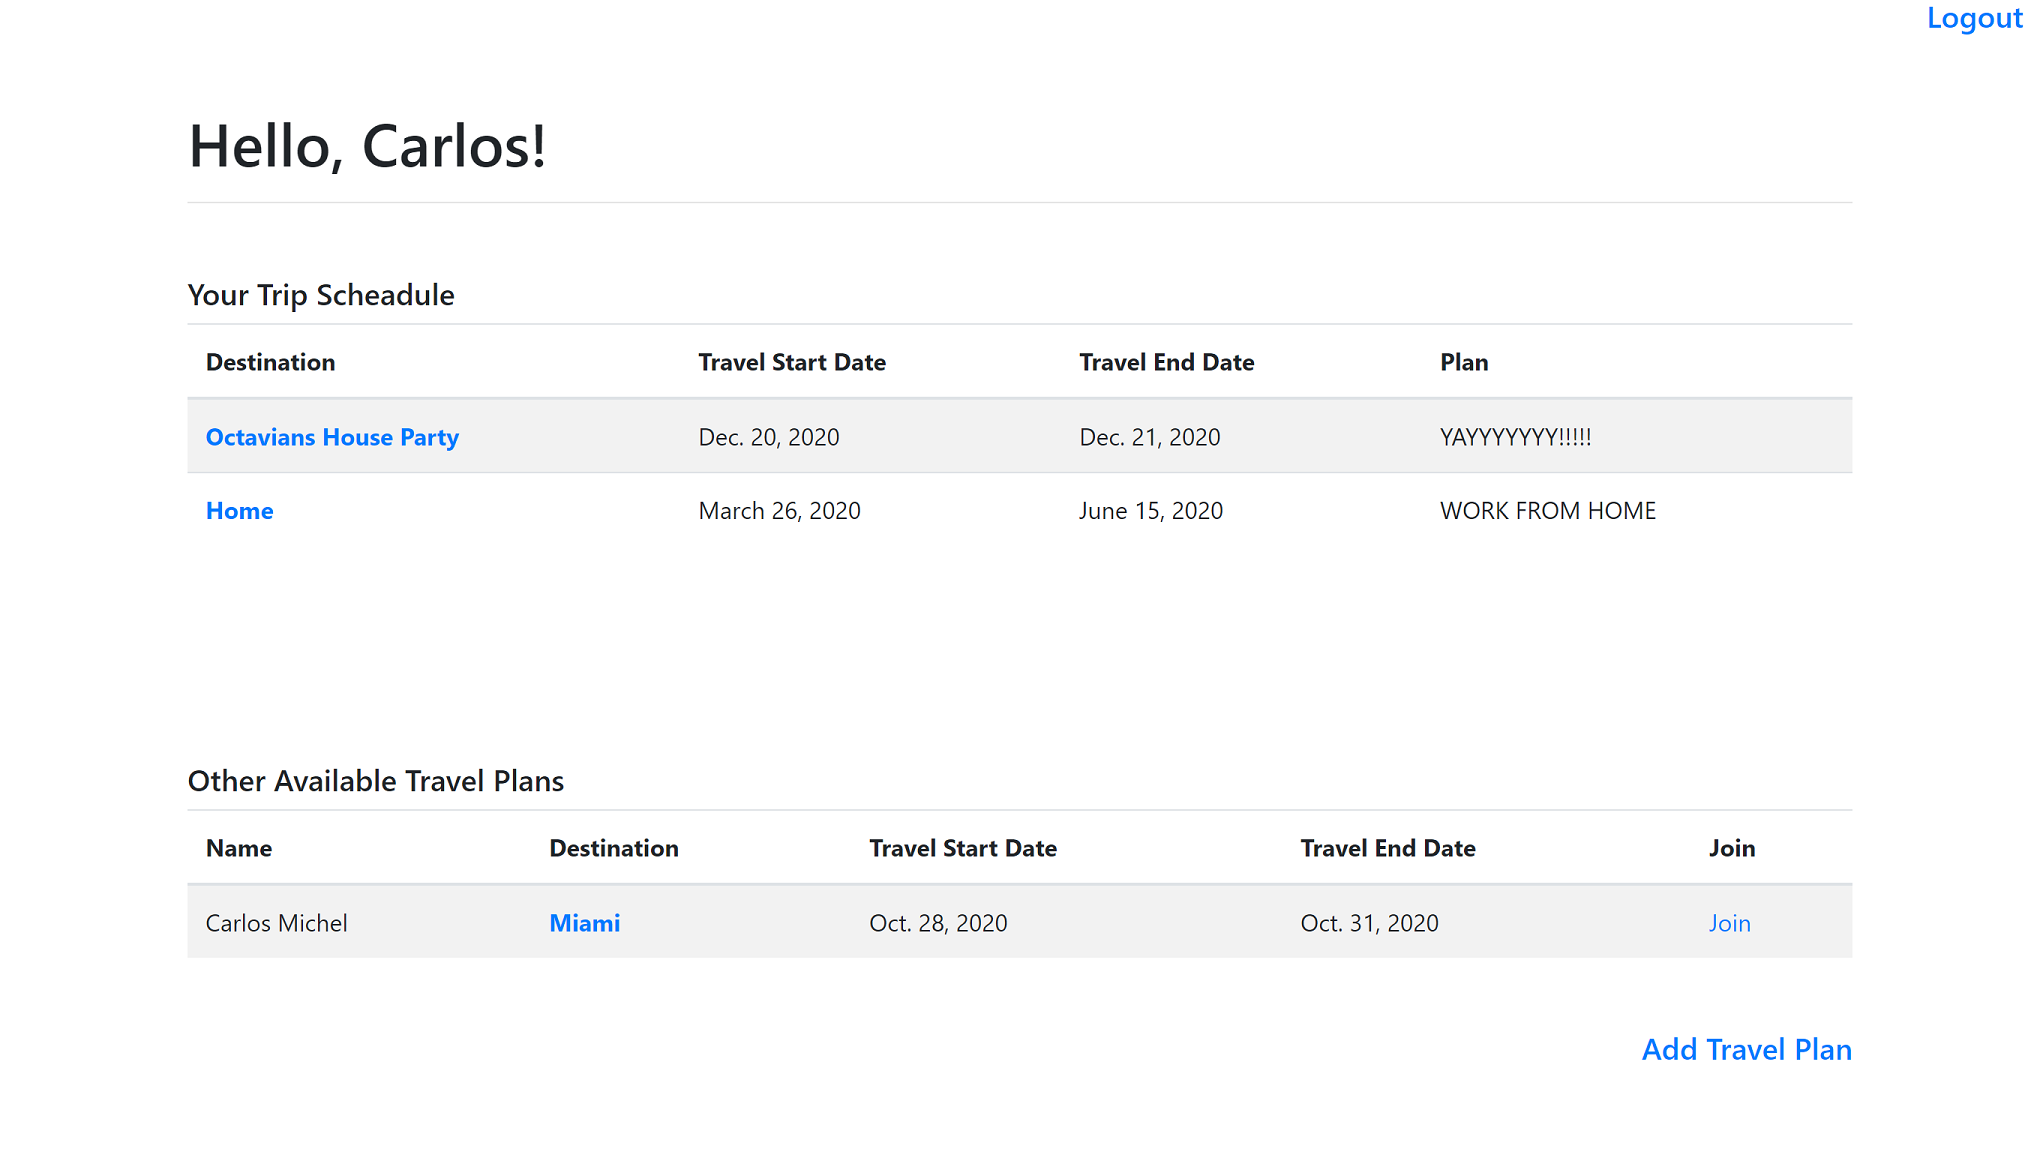 Logout
Hello, Carlos!
Your Trip Scheadule
Destination Travel Start Date Travel End Date Plan
Octavians House Party Dec. 20, 2020 Dec. 21, 2020 YAYYYYYYY!!!!!
Home March 26, 2020 June 15, 2020 WORK FROM HOME
Other Available Travel Plans
Name Destination Travel Start Date Travel End Date Join
Carlos Michel Miami Oct. 28, 2020 Oct. 31, 2020 Join
Add Travel Plan